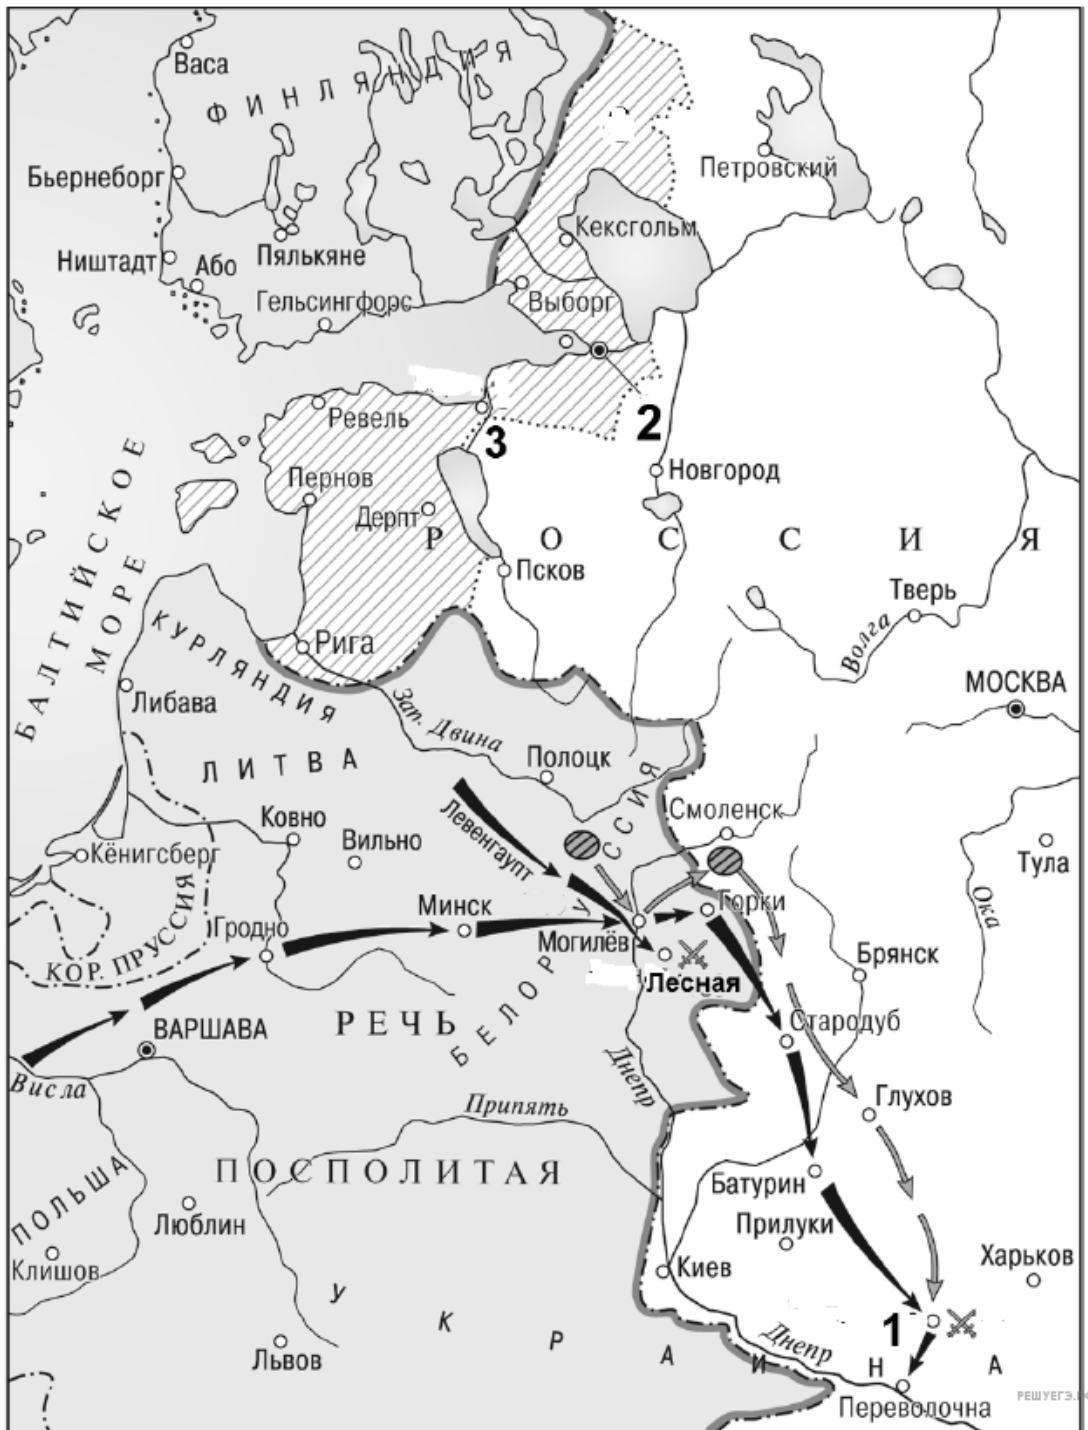 Васа
ФИНЛЯНДИЯ
Петровский
Бьернеборг
Кексгольм
Ништадт
Або
Пялькяне
Гельсингфорс
Выборг
2
Ревель
3
Новгород
Пернов
Дерпт
РОССИЯ
БАЛТИЙСКОЕ
МОРЕ
Псков
Тверь
Волга
КУРЛЯНДИЯ
Рига
МОСКВА
Либава
Зап. Двина
ЛИТВА
Полоцк
Смоленск
Ковно
Левенгаупт
Вильно
Тула
Кёнигсберг
КОР. ПРУССИЯ
Ока
Минск
Горки
Гродно
Могилёв
Брянск
Лесная
БЕЛОРУССИЯ
РЕЧЬ
Стародуб
ВАРШАВА
Висла
Днепр
Глухов
Припять
ПОСПОЛИТАЯ
ПОЛЬША
Батурин
Люблин
Прилуки
Клишов
Киев
Харьков
УКРАИНА
1
Днепр
Львов
Переволочна
РЕШУЕГЭ.